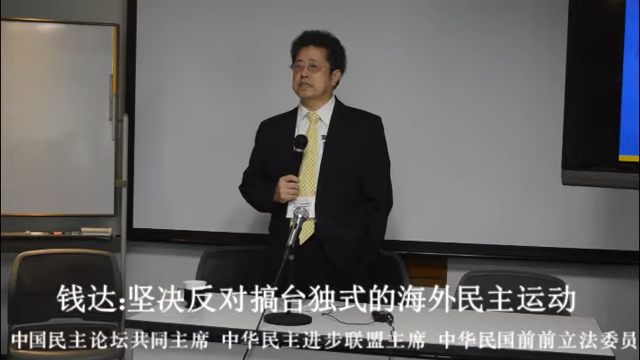 钱达:坚决反对搞台独式的海外民主运动
中国民主论坛共同主席 中华民主进步联盟主席 中华民国前前立法委员